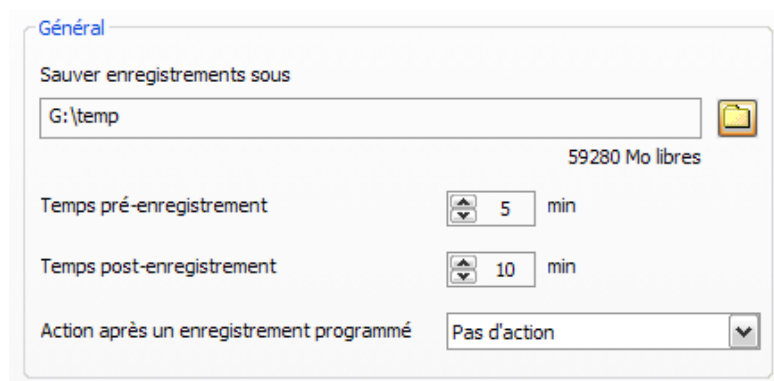 Général
Sauver enregistrements sous
G:\temp
59280 Mo libres
Temps pré-enregistrement 5 min
Temps post-enregistrement 10 min
Action après un enregistrement programmé Pas d'action